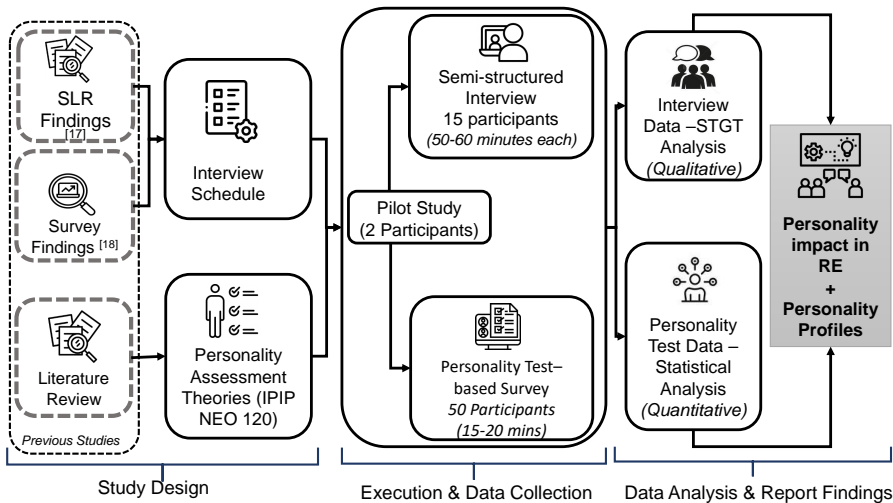 SLR
Findings
[17]
Survey
Findings [18]
Literature
Review
Previous Studies
Interview
Schedule
Personality
Assessment
Theories (IPIP
NEO 120)
Study Design
Pilot Study
(2 Participants)
Semi-structured
Interview
15 participants
(50-60 minutes each)
Personality Test–
based Survey
50 Participants
(15-20 mins)
Execution & Data Collection
Interview
Data –STGT
Analysis
(Qualitative)
Personality
Test Data –
Statistical
Analysis
(Quantitative)
Personality
impact in
RE
+
Personality
Profiles
Data Analysis & Report Findings